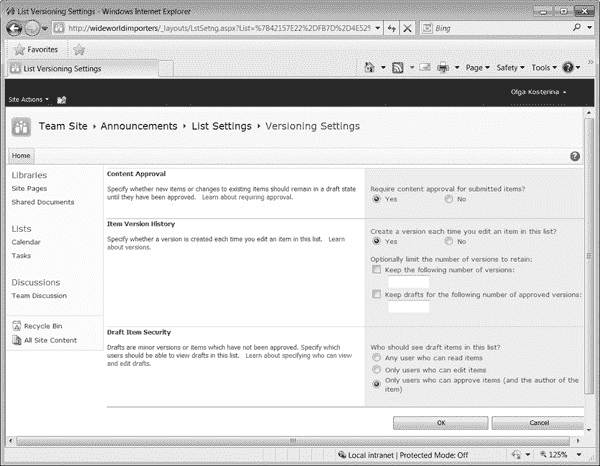 List Versioning Settings - Windows Internet Explorer
http://wideworldimporters/_layouts/LstSetng.aspx?List=%7B42157E22%2DFB7D%2D4E52%
Bing
Favorites
List Versioning Settings
Page
Safety
Tools
Olga Kosterina
Site Actions
Team Site ▸ Announcements ▸ List Settings ▸ Versioning Settings
Home
Libraries
Site Pages
Shared Documents
Lists
Calendar
Tasks
Discussions
Team Discussion
Recycle Bin
All Site Content
Content Approval
Specify whether new items or changes to existing items should remain in a draft state
until they have been approved. Learn about requiring approval.
Require content approval for submitted items?
Yes No
Item Version History
Specify whether a version is created each time you edit an item in this list. Learn
about versions.
Create a version each time you edit an item in this list?
Yes No
Optionally limit the number of versions to retain:
Keep the following number of versions:
Keep drafts for the following number of approved versions:
Draft Item Security
Drafts are minor versions or items which have not been approved. Specify which
users should be able to view drafts in this list. Learn about specifying who can view
and edit drafts.
Who should see draft items in this list?
Any user who can read items
Only users who can edit items
Only users who can approve items (and the author of the
item)
OK
Cancel
Local intranet | Protected Mode: Off
125%